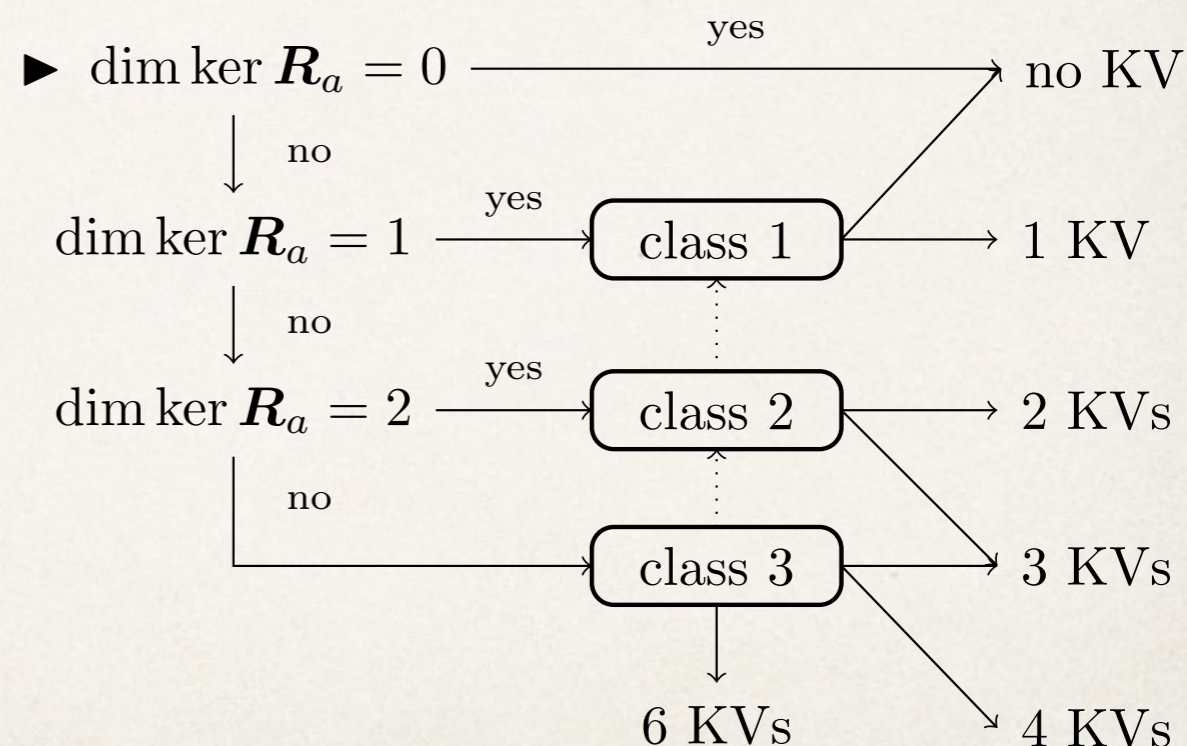 yes
▶ dim ker R_a = 0
no KV
no
yes
dim ker R_a = 1
class 1
1 KV
no
yes
dim ker R_a = 2
class 2
2 KVs
no
class 3
3 KVs
6 KVs
4 KVs